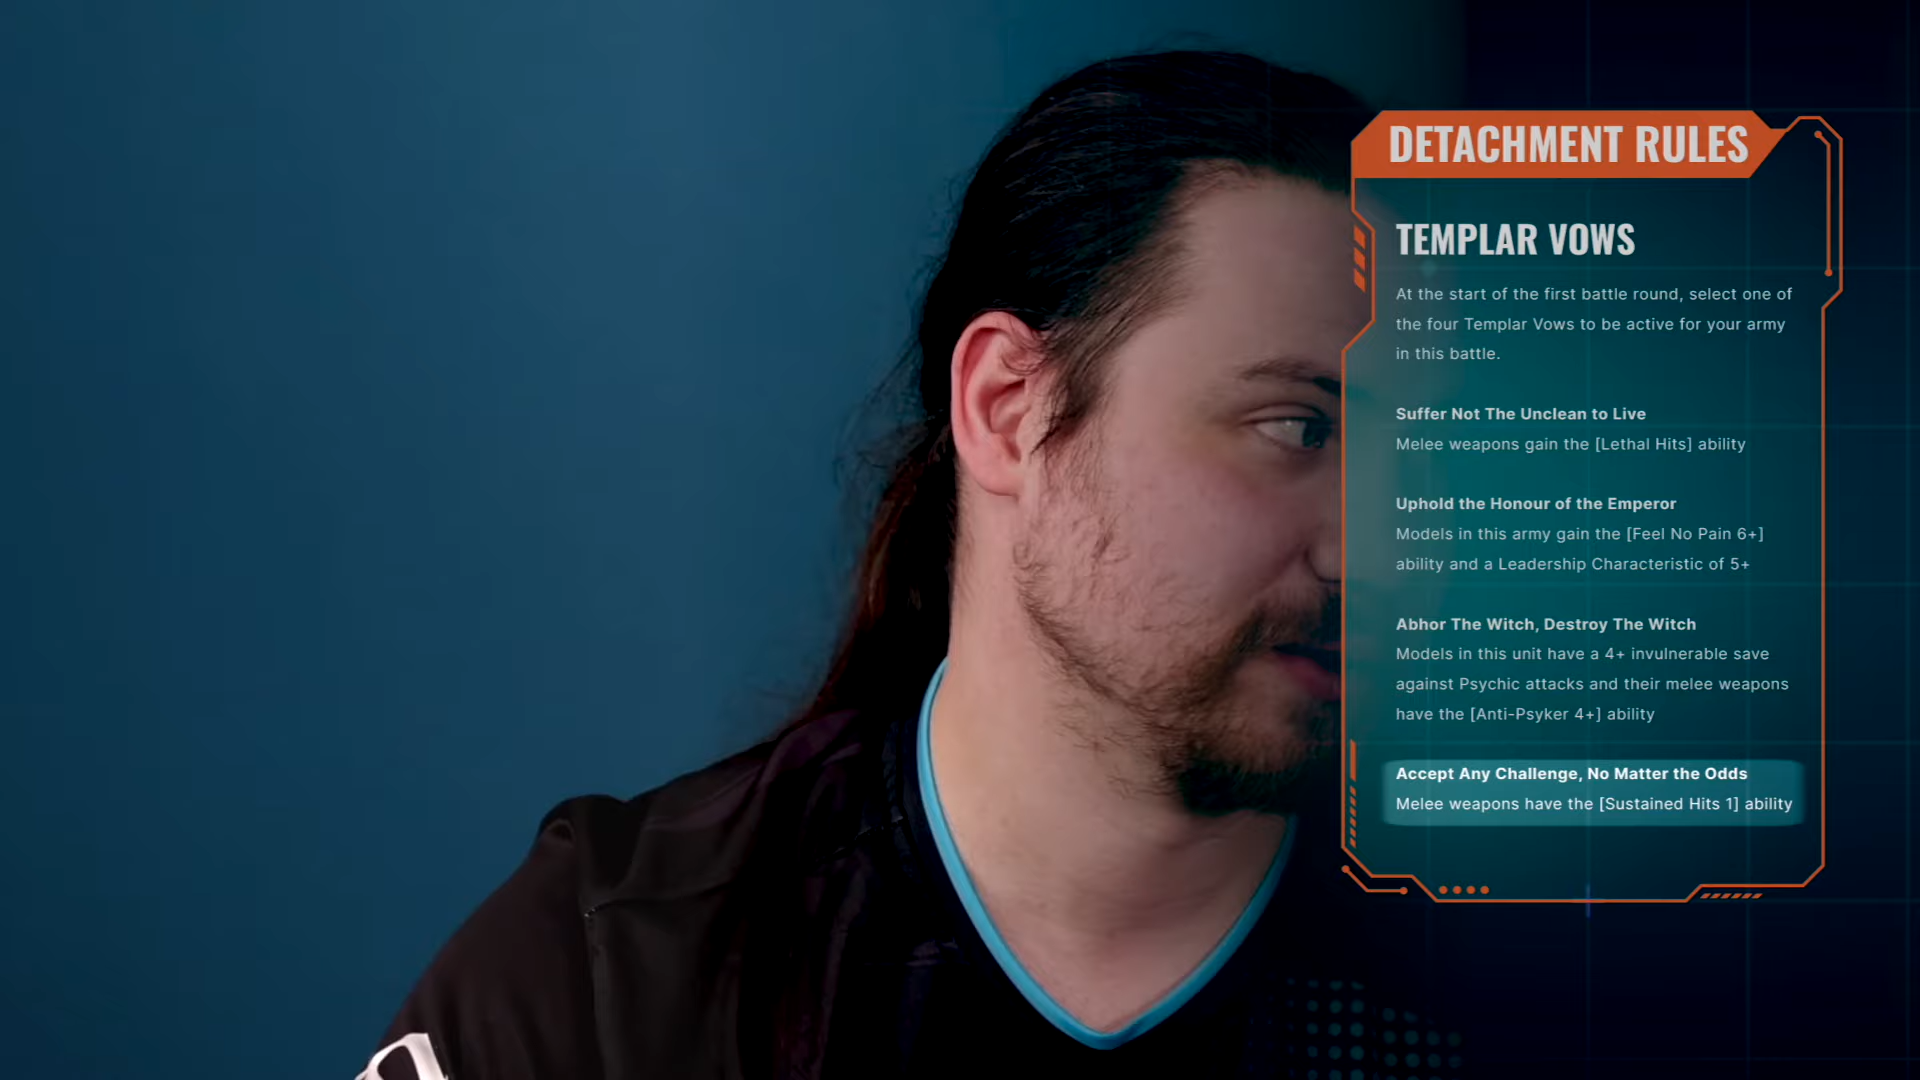 DETACHMENT RULES
TEMPLAR VOWS
At the start of the first battle round, select one of
the four Templar Vows to be active for your army
in this battle.
Suffer Not The Unclean to Live
Melee weapons gain the [Lethal Hits] ability
Uphold the Honour of the Emperor
Models in this army gain the [Feel No Pain 6+]
ability and a Leadership Characteristic of 5+
Abhor The Witch, Destroy The Witch
Models in this unit have a 4+ invulnerable save
against Psychic attacks and their melee weapons
have the [Anti-Psyker 4+] ability
Accept Any Challenge, No Matter the Odds
Melee weapons have the [Sustained Hits 1] ability